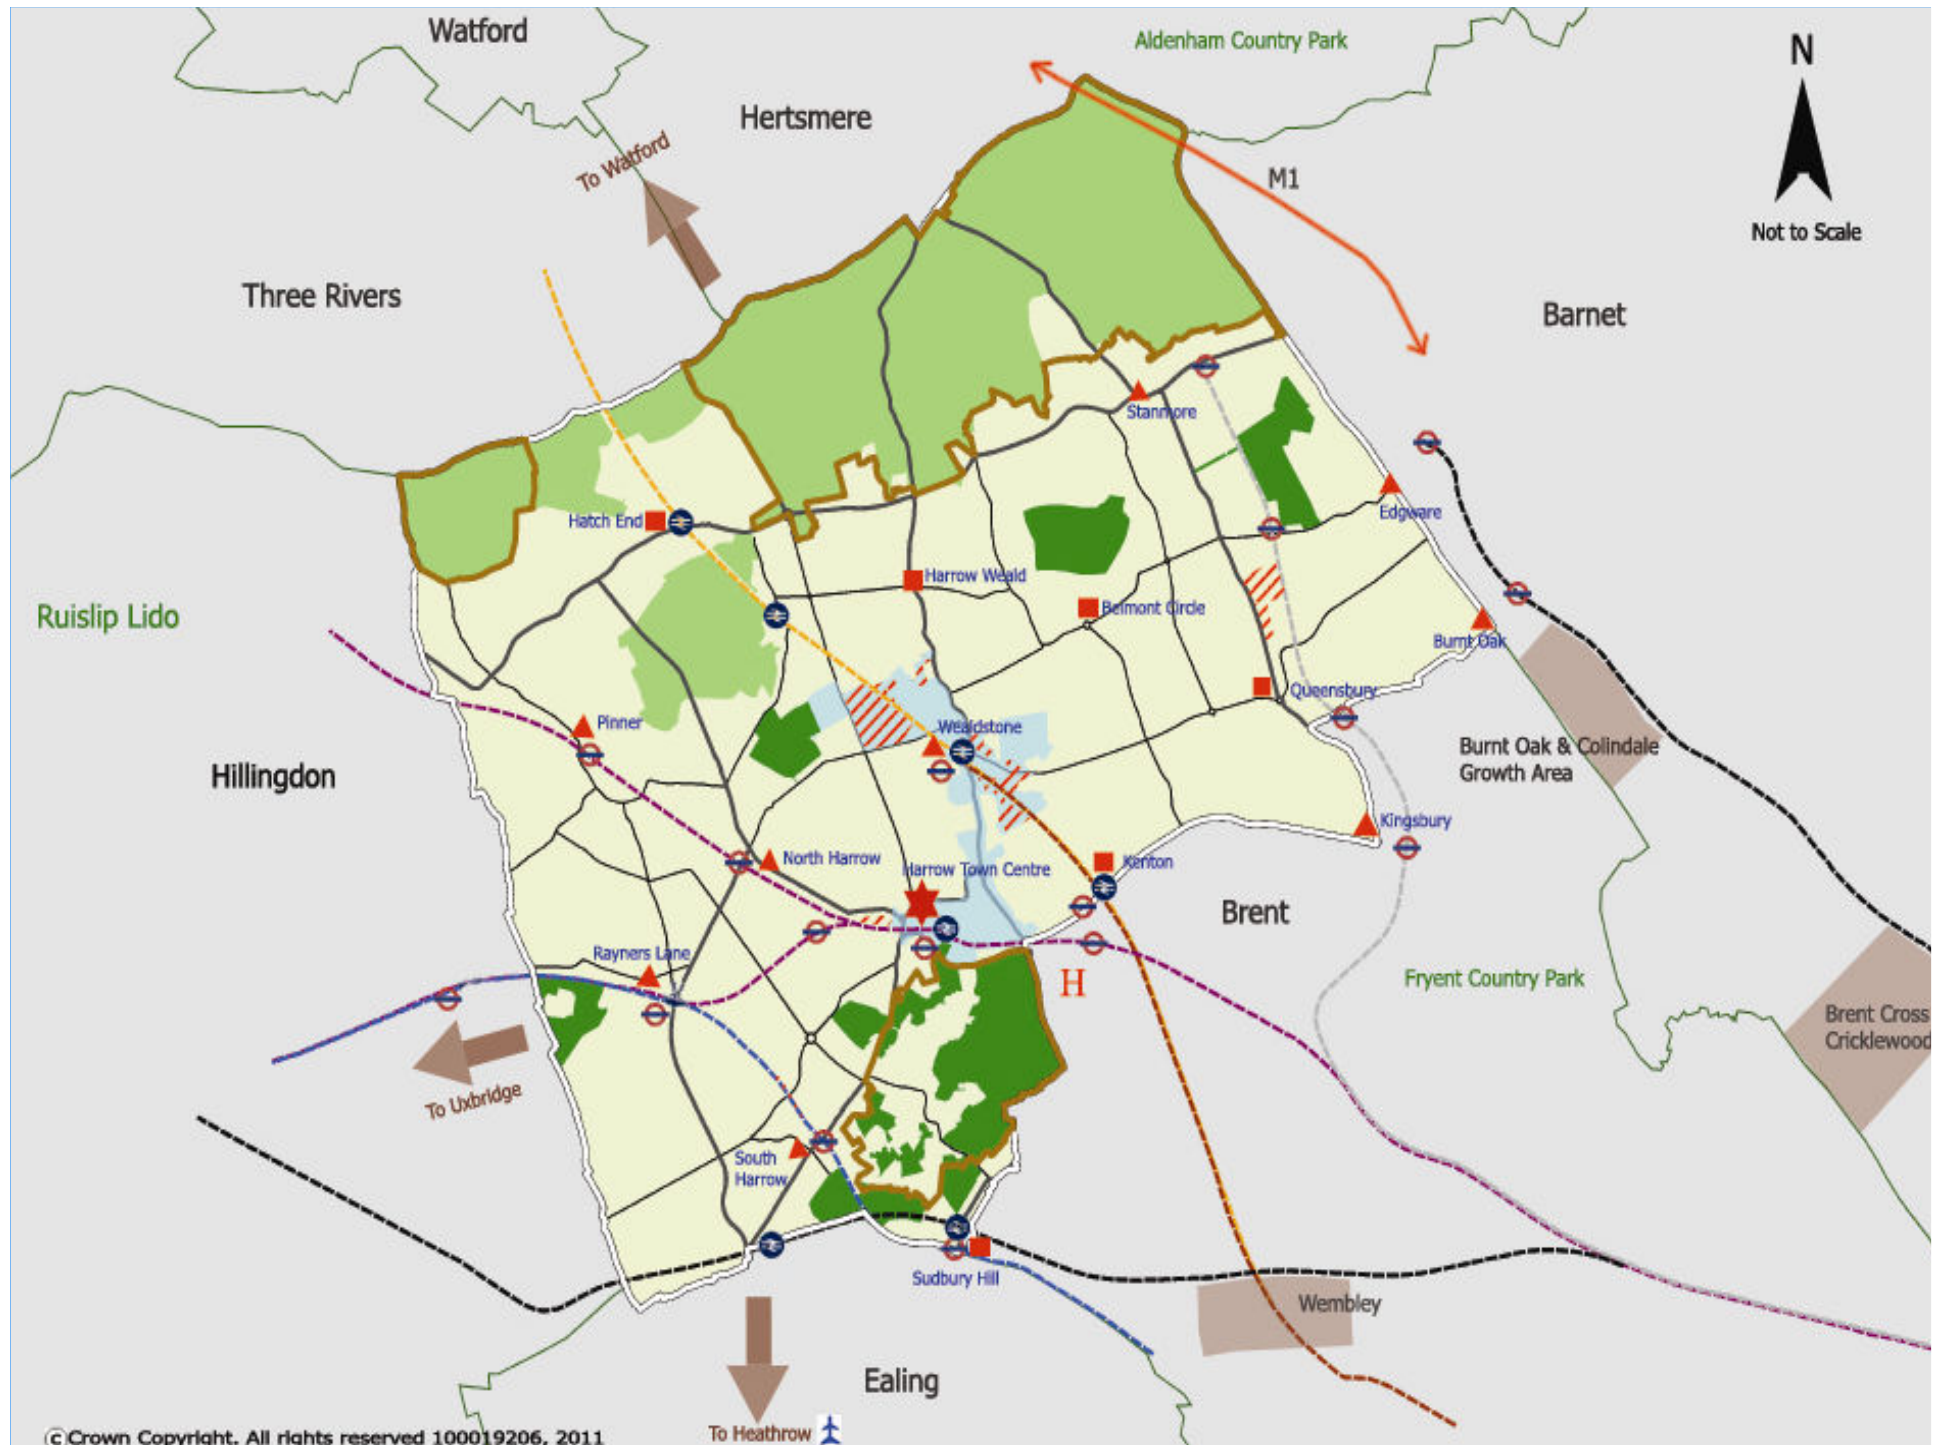 Watford
Aldenham Country Park
N
Hertsmere
To Watford
M1
Not to Scale
Three Rivers
Barnet
Stanmore
Edgware
Hatch End
Harrow Weald
Belmont Circle
Ruislip Lido
Burnt Oak
Queensbury
Pinner
Wealdstone
Burnt Oak & Colindale
Growth Area
Hillingdon
Kingsbury
North Harrow
Harrow Town Centre
Kenton
Brent
Rayners Lane
H
Fryent Country Park
Brent Cross
Cricklewood
To Uxbridge
South
Harrow
Sudbury Hill
Wembley
Ealing
To Heathrow
©Crown Copyright. All rights reserved 100019206, 2011